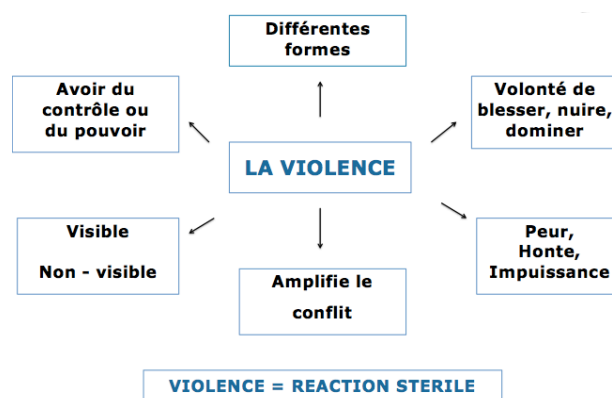 Différentes
formes
Avoir du
contrôle ou
du pouvoir
Volonté de
blesser, nuire,
dominer
LA VIOLENCE
Visible
Non - visible
Amplifie le
conflit
Peur,
Honte,
Impuissance
VIOLENCE = REACTION STERILE